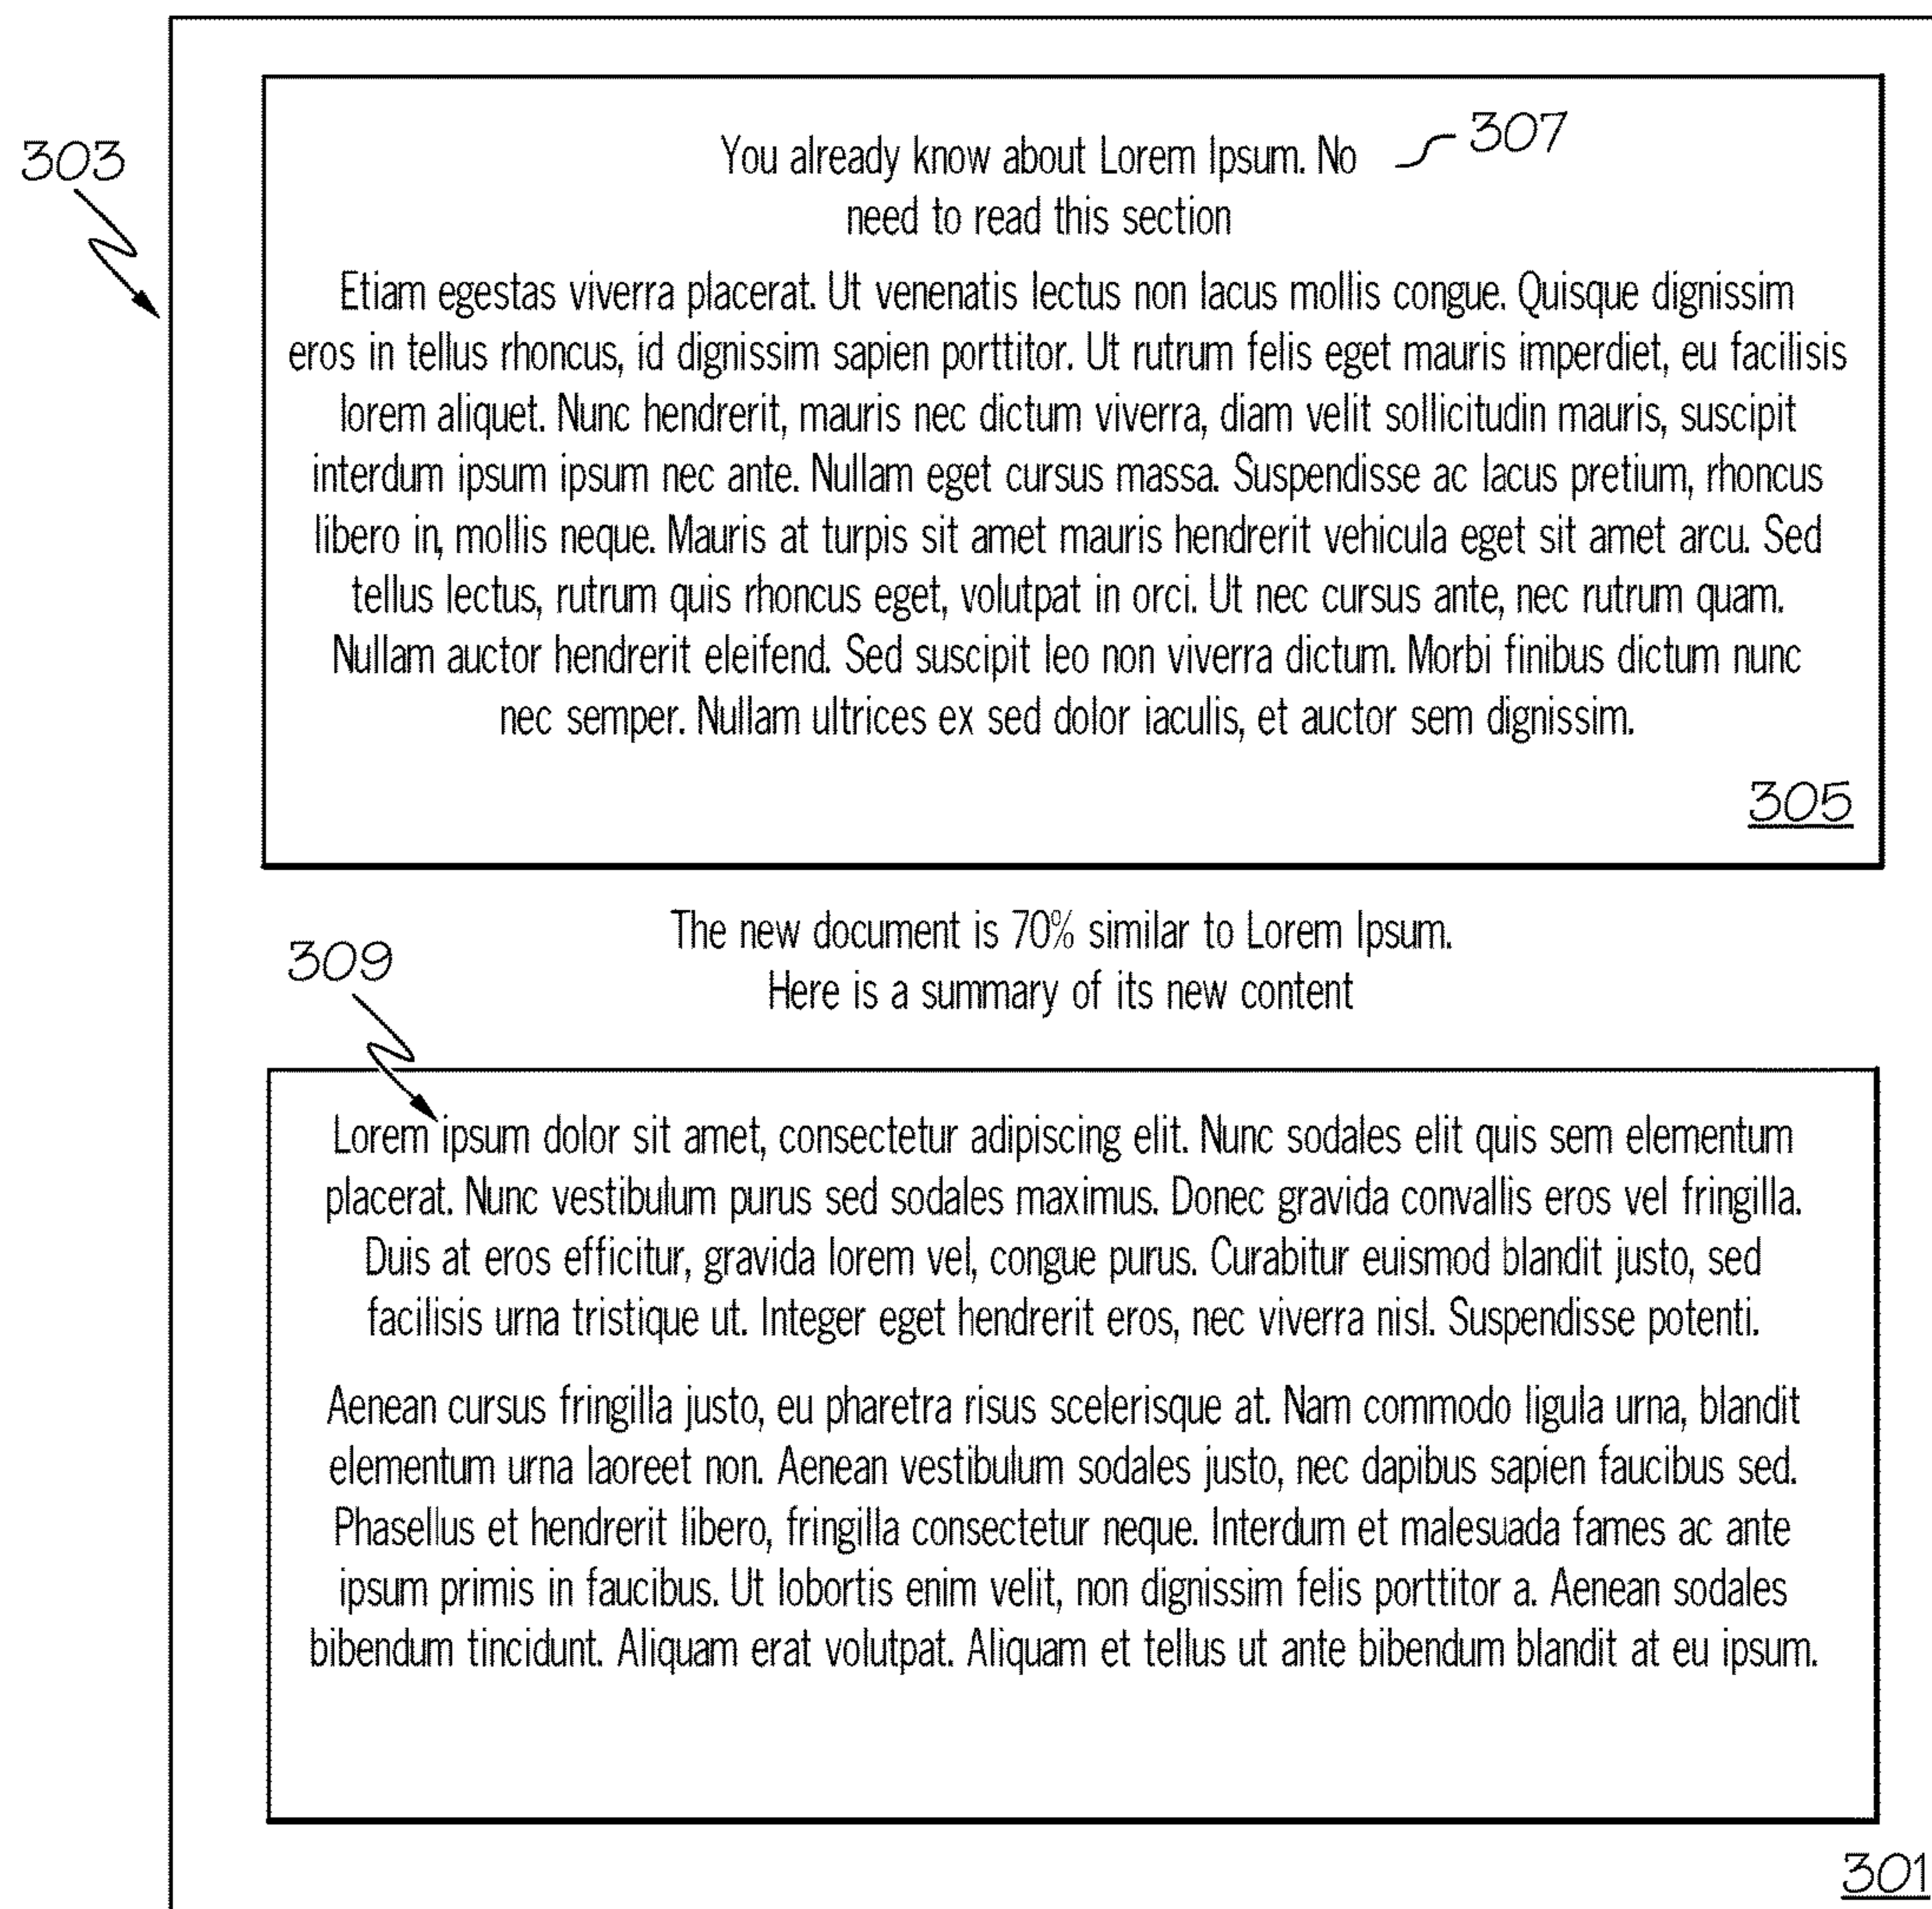 303
You already know about Lorem Ipsum. No
307
need to read this section
Etiam egestas viverra placerat. Ut venenatis lectus non lacus mollis congue. Quisque dignissim
eros in tellus rhoncus, id dignissim sapien porttitor. Ut rutrum felis eget mauris imperdiet, eu facilisis
lorem aliquet. Nunc hendrerit, mauris nec dictum viverra, diam velit sollicitudin mauris, suscipit
interdum ipsum ipsum nec ante. Nullam eget cursus massa. Suspendisse ac lacus pretium, rhoncus
libero in, mollis neque. Mauris at turpis sit amet mauris hendrerit vehicula eget sit amet arcu. Sed
tellus lectus, rutrum quis rhoncus eget, volutpat in orci. Ut nec cursus ante, nec rutrum quam.
Nullam auctor hendrerit eleifend. Sed suscipit leo non viverra dictum. Morbi finibus dictum nunc
nec semper. Nullam ultrices ex sed dolor iaculis, et auctor sem dignissim.
305
The new document is 70% similar to Lorem Ipsum.
309
Here is a summary of its new content
Lorem ipsum dolor sit amet, consectetur adipiscing elit. Nunc sodales elit quis sem elementum
placerat. Nunc vestibulum purus sed sodales maximus. Donec gravida convallis eros vel fringilla.
Duis at eros efficitur, gravida lorem vel, congue purus. Curabitur euismod blandit justo, sed
facilisis urna tristique ut. Integer eget hendrerit eros, nec viverra nisl. Suspendisse potenti.
Aenean cursus fringilla justo, eu pharetra risus scelerisque at. Nam commodo ligula urna, blandit
elementum urna laoreet non. Aenean vestibulum sodales justo, nec dapibus sapien faucibus sed.
Phasellus et hendrerit libero, fringilla consectetur neque. Interdum et malesuada fames ac ante
ipsum primis in faucibus. Ut lobortis enim velit, non dignissim felis porttitor a. Aenean sodales
bibendum tincidunt. Aliquam erat volutpat. Aliquam et tellus ut ante bibendum blandit at eu ipsum.
301